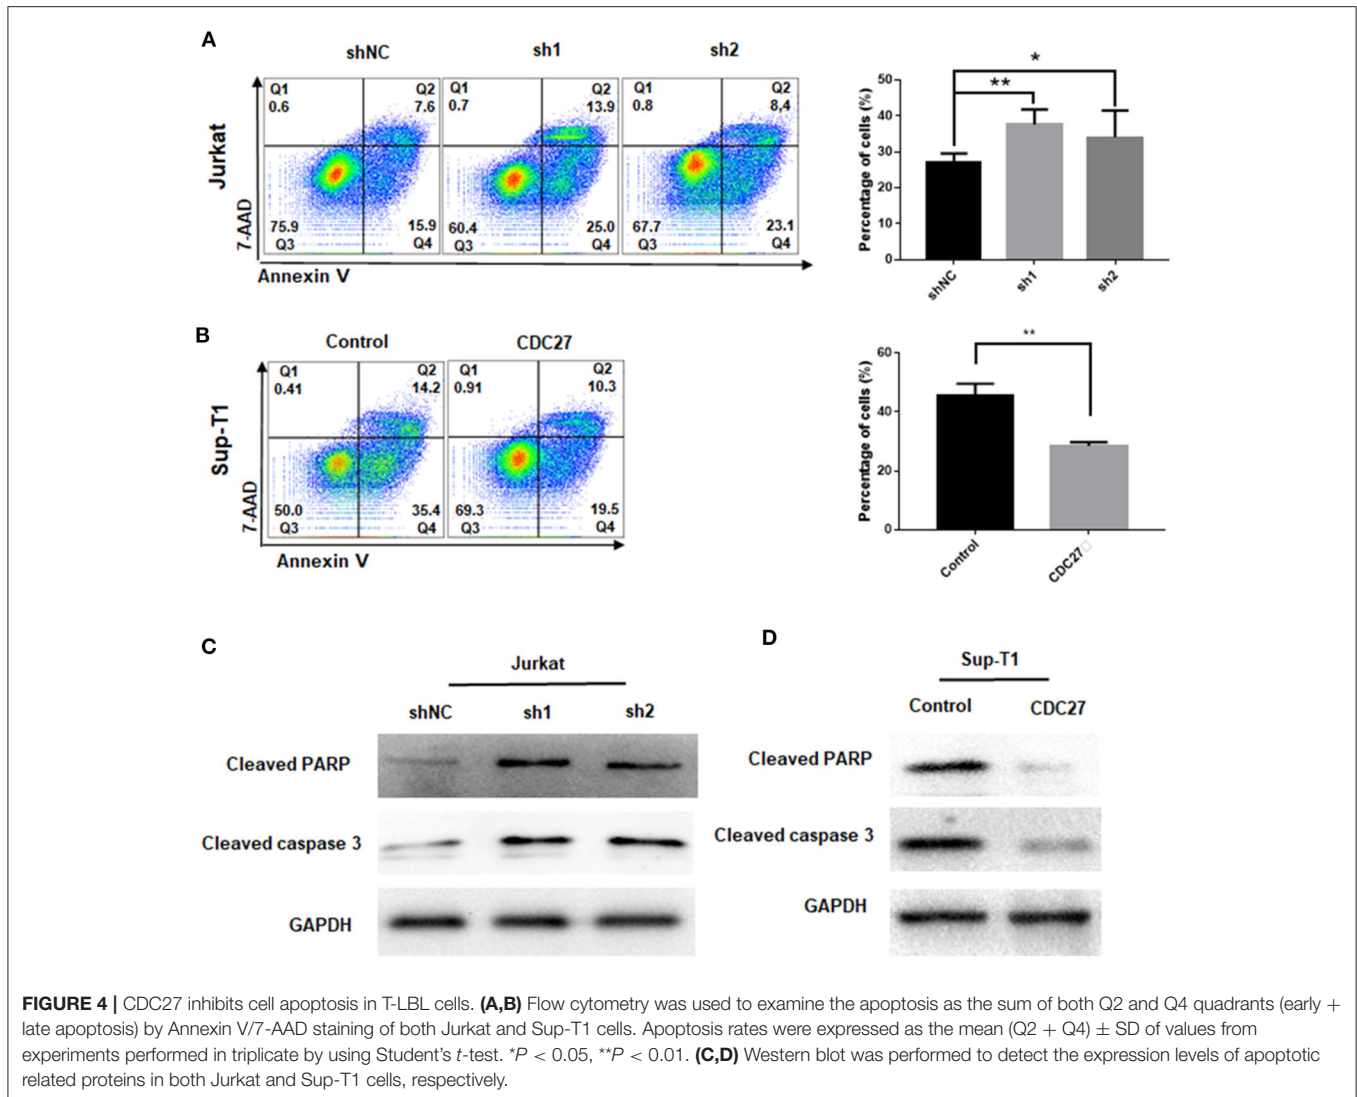 A
shNC
sh1
sh2
Q1
0.6
Q2
7.6
75.9
Q3
15.9
Q4
Q1
0.7
Q2
13.9
60.4
Q3
25.0
Q4
Q1
0.8
Q2
8,4
67.7
Q3
23.1
Q4
Jurkat
7-AAD
Annexin V
Percentage of cells (%)
50
40
30
20
10
0
**
*
shNC
sh1
sh2
B
Control
CDC27
Q1
0.41
Q2
14.2
50.0
Q3
35.4
Q4
Q1
0.91
Q2
10.3
69.3
Q3
19.5
Q4
Sup-T1
7-AAD
Annexin V
Percentage of cells (%)
60
40
20
0
**
Control
CDC27□
C
Jurkat
shNC
sh1
sh2
Cleaved PARP
Cleaved caspase 3
GAPDH
D
Sup-T1
Control
CDC27
Cleaved PARP
Cleaved caspase 3
GAPDH
FIGURE 4 | CDC27 inhibits cell apoptosis in T-LBL cells. (A,B) Flow cytometry was used to examine the apoptosis as the sum of both Q2 and Q4 quadrants (early +
late apoptosis) by Annexin V/7-AAD staining of both Jurkat and Sup-T1 cells. Apoptosis rates were expressed as the mean (Q2 + Q4) ± SD of values from
experiments performed in triplicate by using Student's t-test. *P < 0.05, **P < 0.01. (C,D) Western blot was performed to detect the expression levels of apoptotic
related proteins in both Jurkat and Sup-T1 cells, respectively.